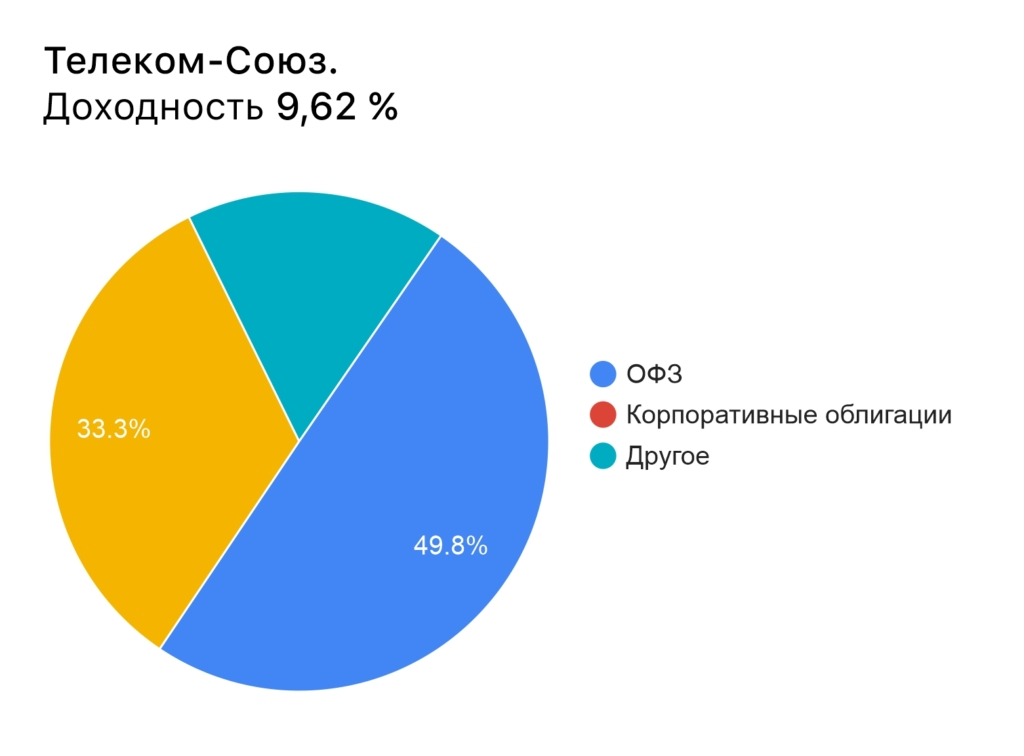 Телеком-Союз.
Доходность 9,62 %
33.3%
49.8%
ОФЗ
Корпоративные облигации
Другое